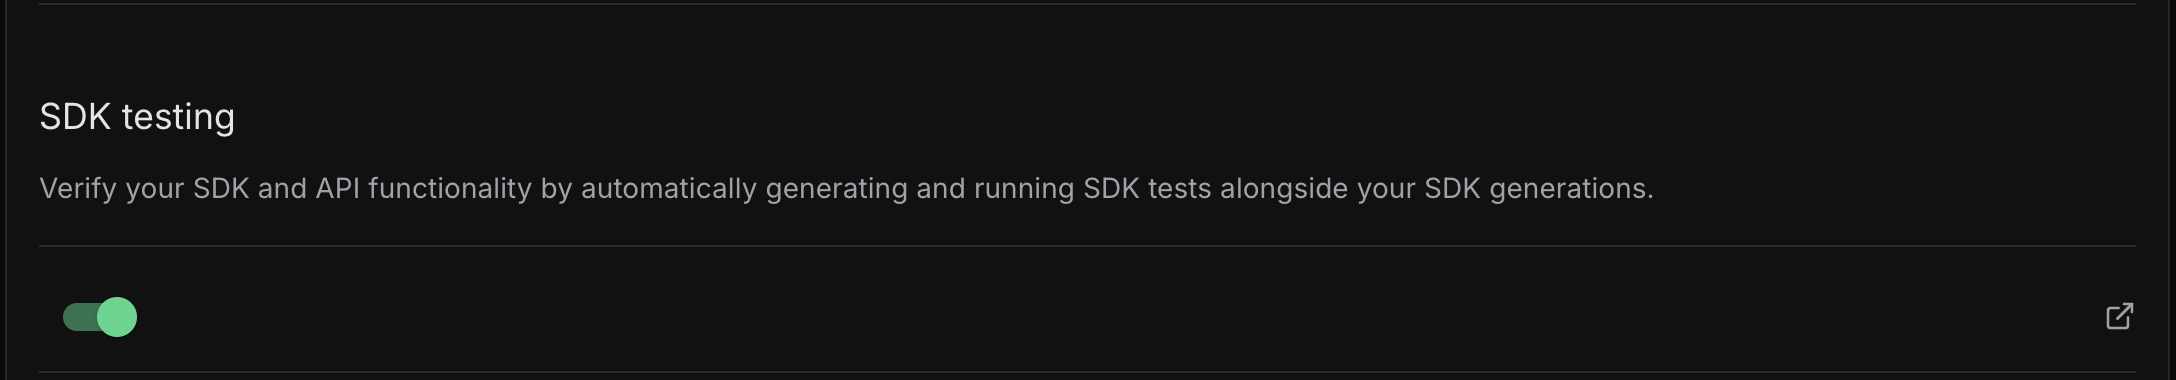 SDK testing
Verify your SDK and API functionality by automatically generating and running SDK tests alongside your SDK generations.